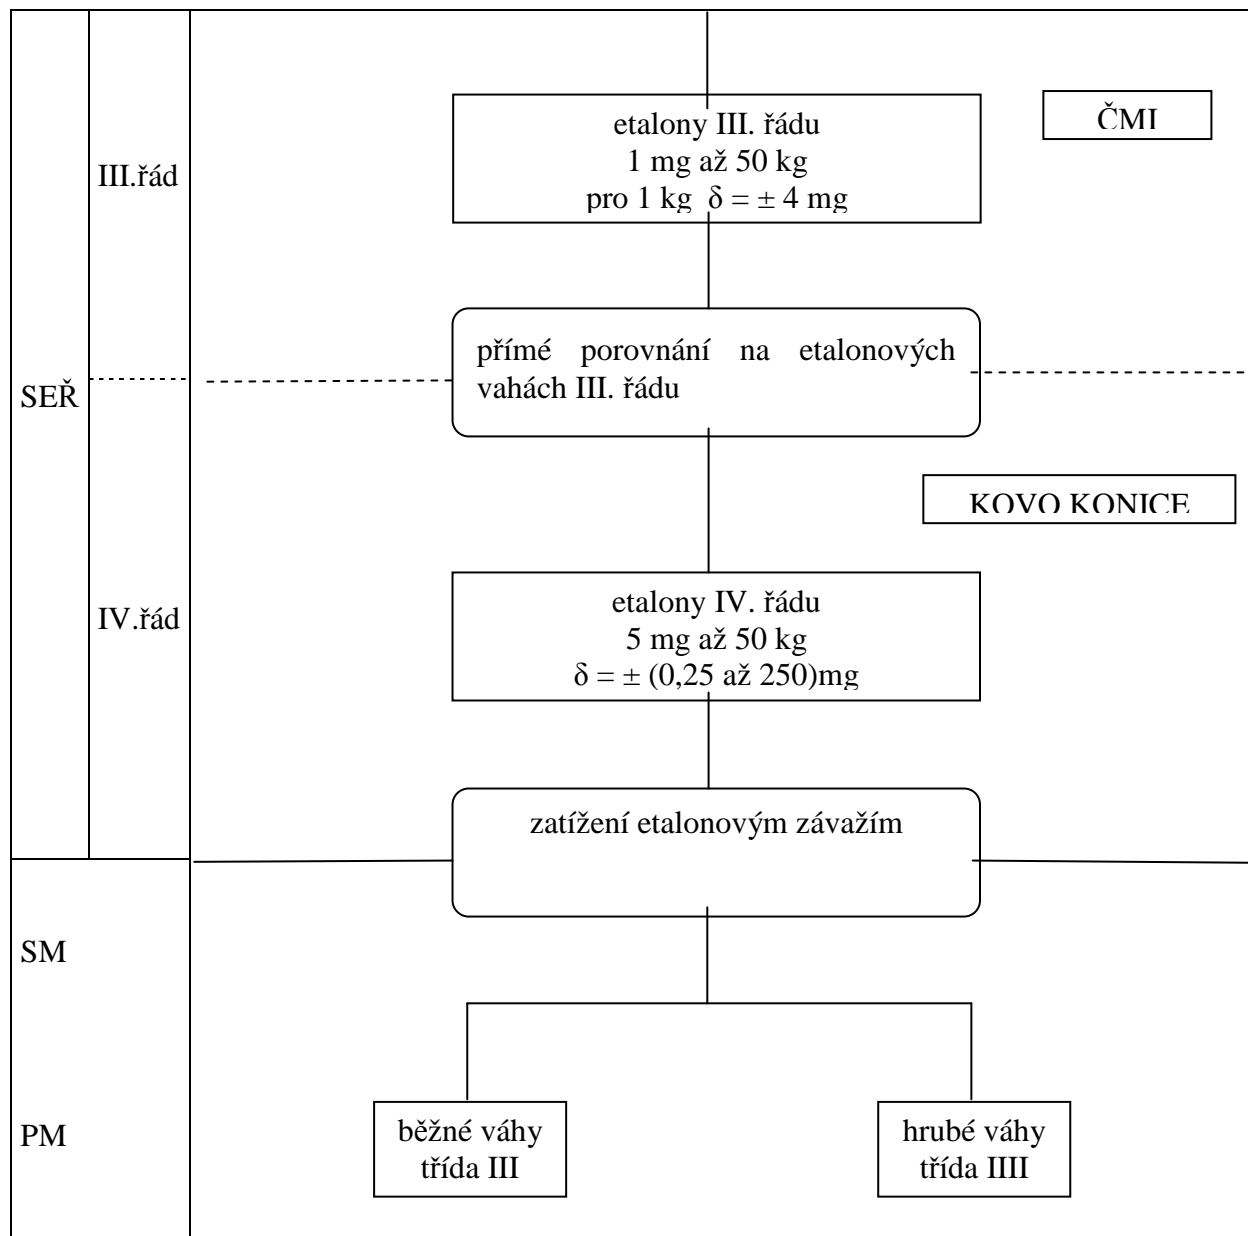 etalony III. řádu
1 mg až 50 kg
pro 1 kg δ = ± 4 mg
ČMI
III.řád
přímé porovnání na etalonových
vahách III. řádu
SEŘ
KOVO KONICE
etalony IV. řádu
5 mg až 50 kg
δ = ± (0,25 až 250)mg
IV.řád
zatížení etalonovým závažím
SM
PM
běžné váhy
třída III
hrubé váhy
třída IIII